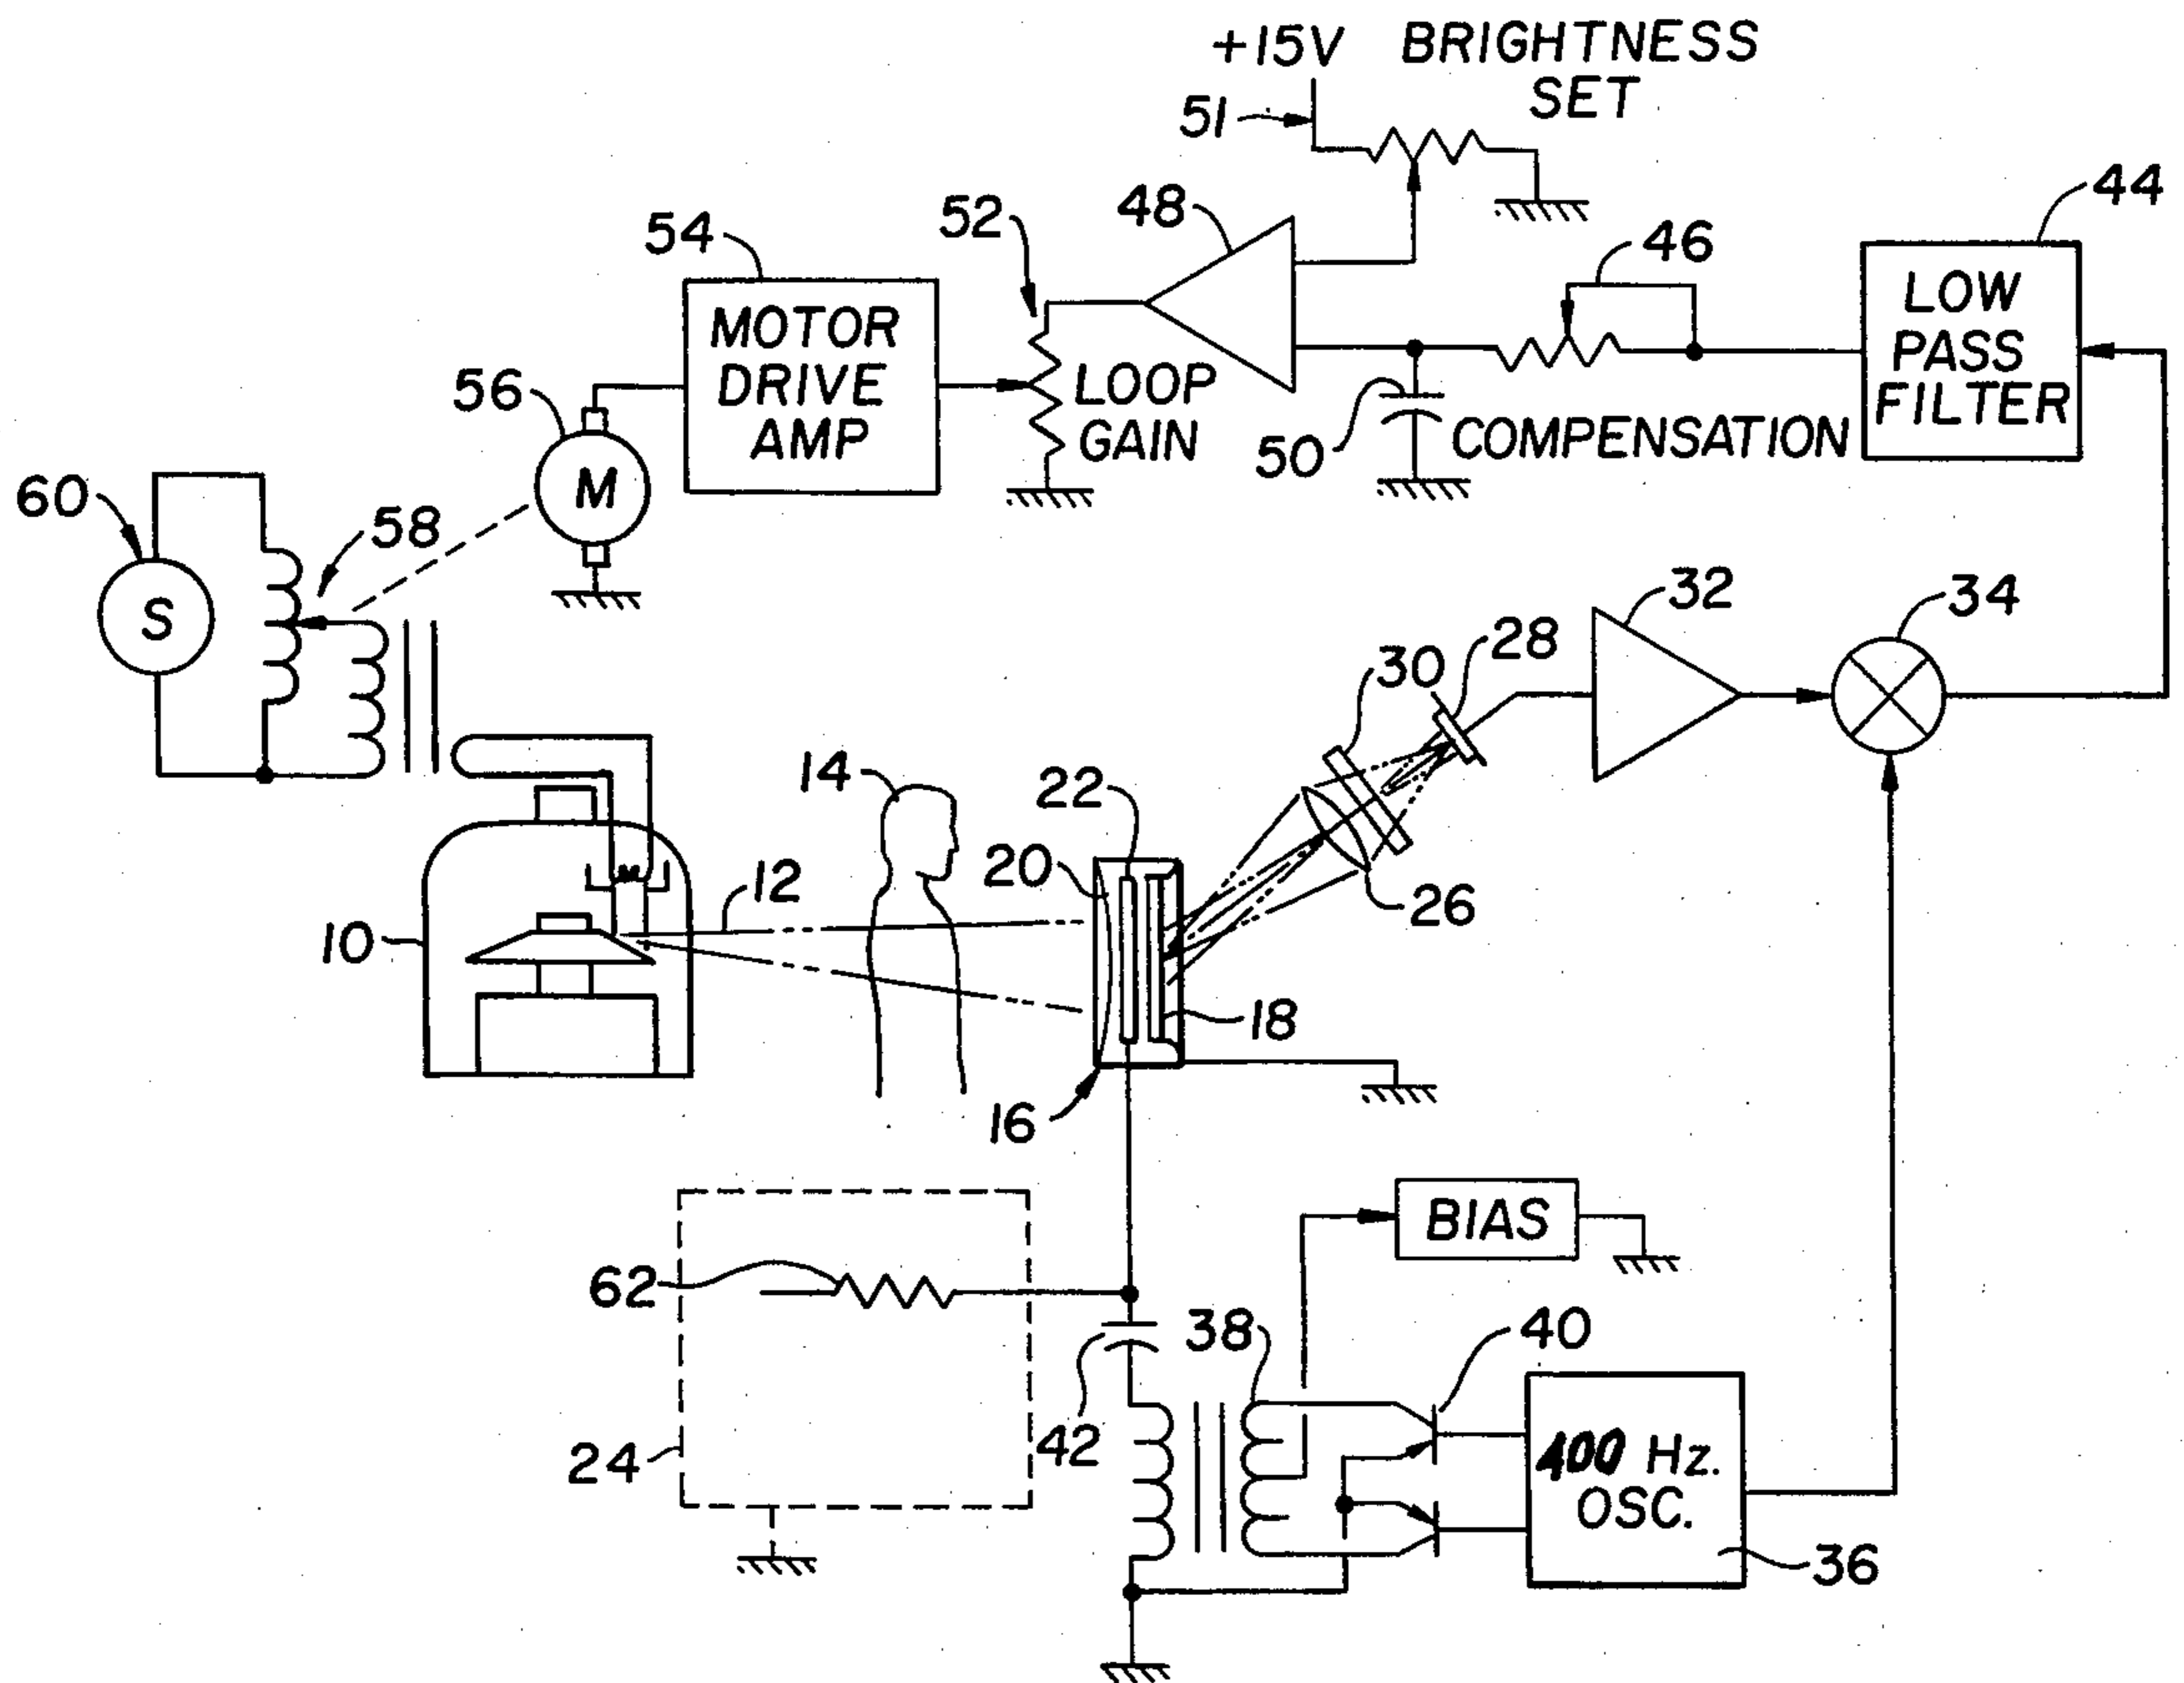 +15V BRIGHTNESS
SET
51
44
48
52
46
54
LOW
PASS
FILTER
MOTOR
DRIVE
AMP
LOOP
GAIN
56
50
COMPENSATION
M
60
58
S
32
34
28
30
14
22
20
12
26
10
18
16
BIAS
62
38
40
42
24
400 Hz.
OSC.
36